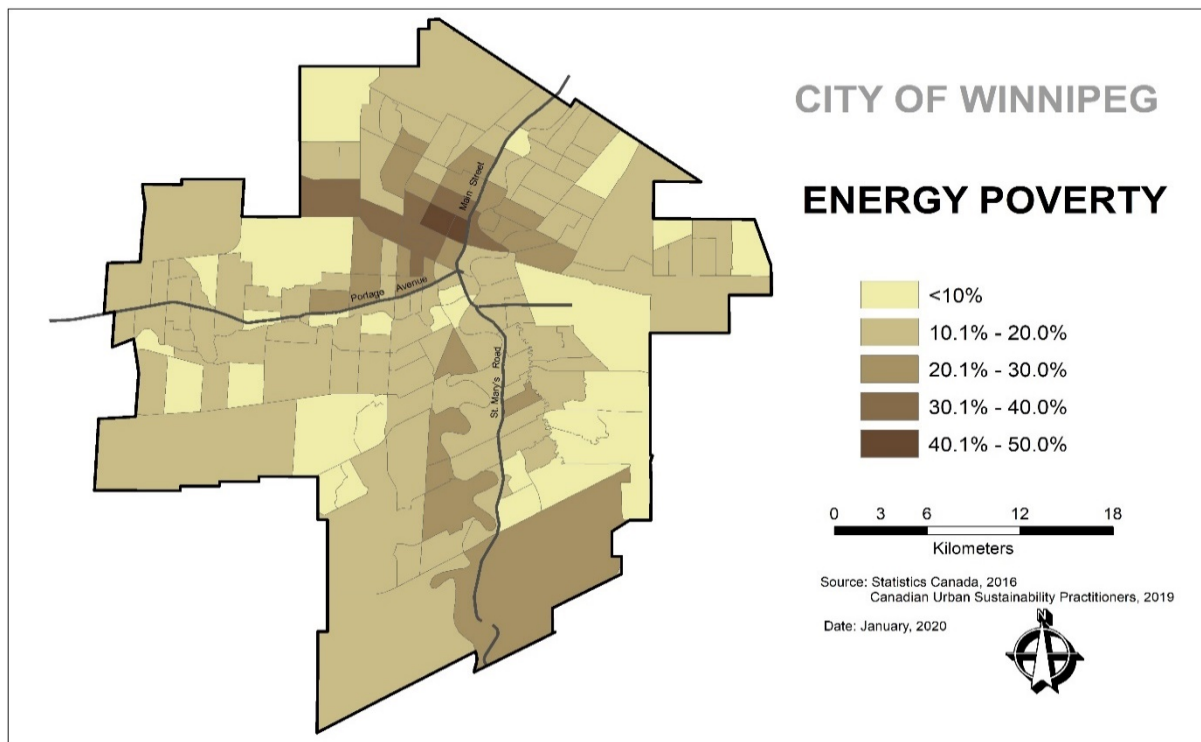 CITY OF WINNIPEG
ENERGY POVERTY
<10%
10.1% - 20.0%
20.1% - 30.0%
30.1% - 40.0%
40.1% - 50.0%
0 3 6 12 18
Kilometers
Source: Statistics Canada, 2016
Canadian Urban Sustainability Practitioners, 2019
Date: January, 2020
N
Main Street
Portage Avenue
St. Mary's Road